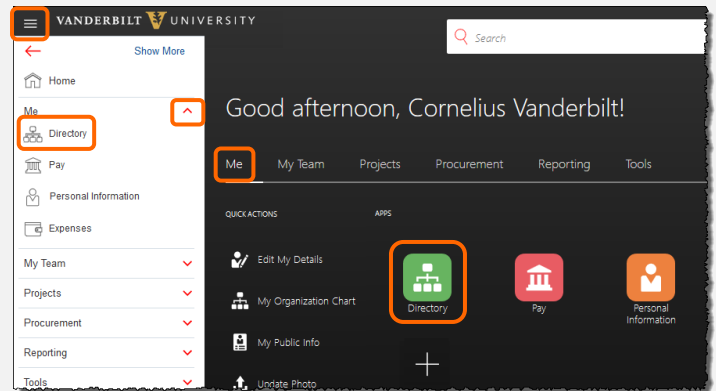 VANDERBILT V UNIVERSITY
Search
Show More
Home
Me
Directory
Pay
Personal Information
Expenses
My Team
Projects
Procurement
Reporting
Tools
Good afternoon, Cornelius Vanderbilt!
Me My Team Projects Procurement Reporting Tools
QUICK ACTIONS
Edit My Details
My Organization Chart
My Public Info
Update Photo
APPS
Directory
Pay
Personal
Information